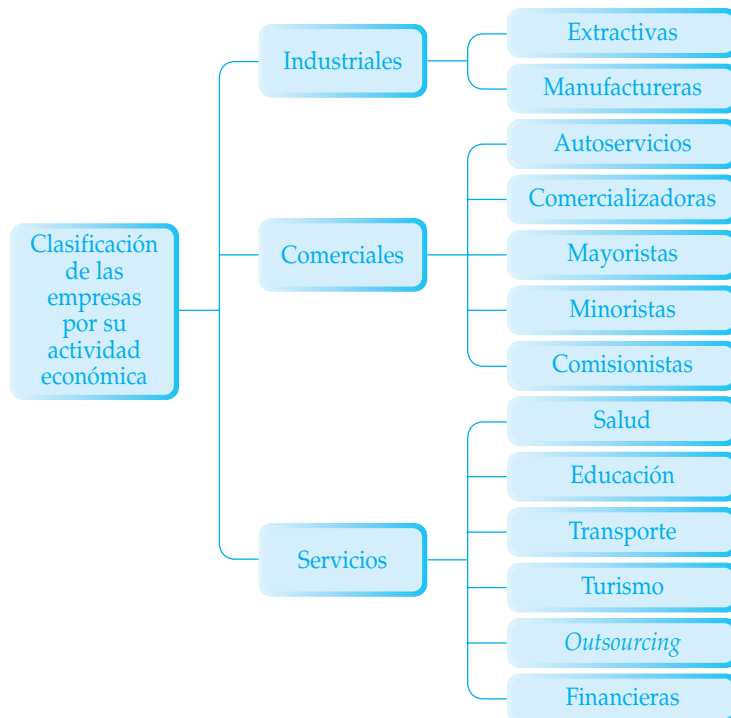 Clasificación
de las
empresas
por su
actividad
económica
Industriales
Extractivas
Manufactureras
Comerciales
Autoservicios
Comercializadoras
Mayoristas
Minoristas
Comisionistas
Servicios
Salud
Educación
Transporte
Turismo
Outsourcing
Financieras